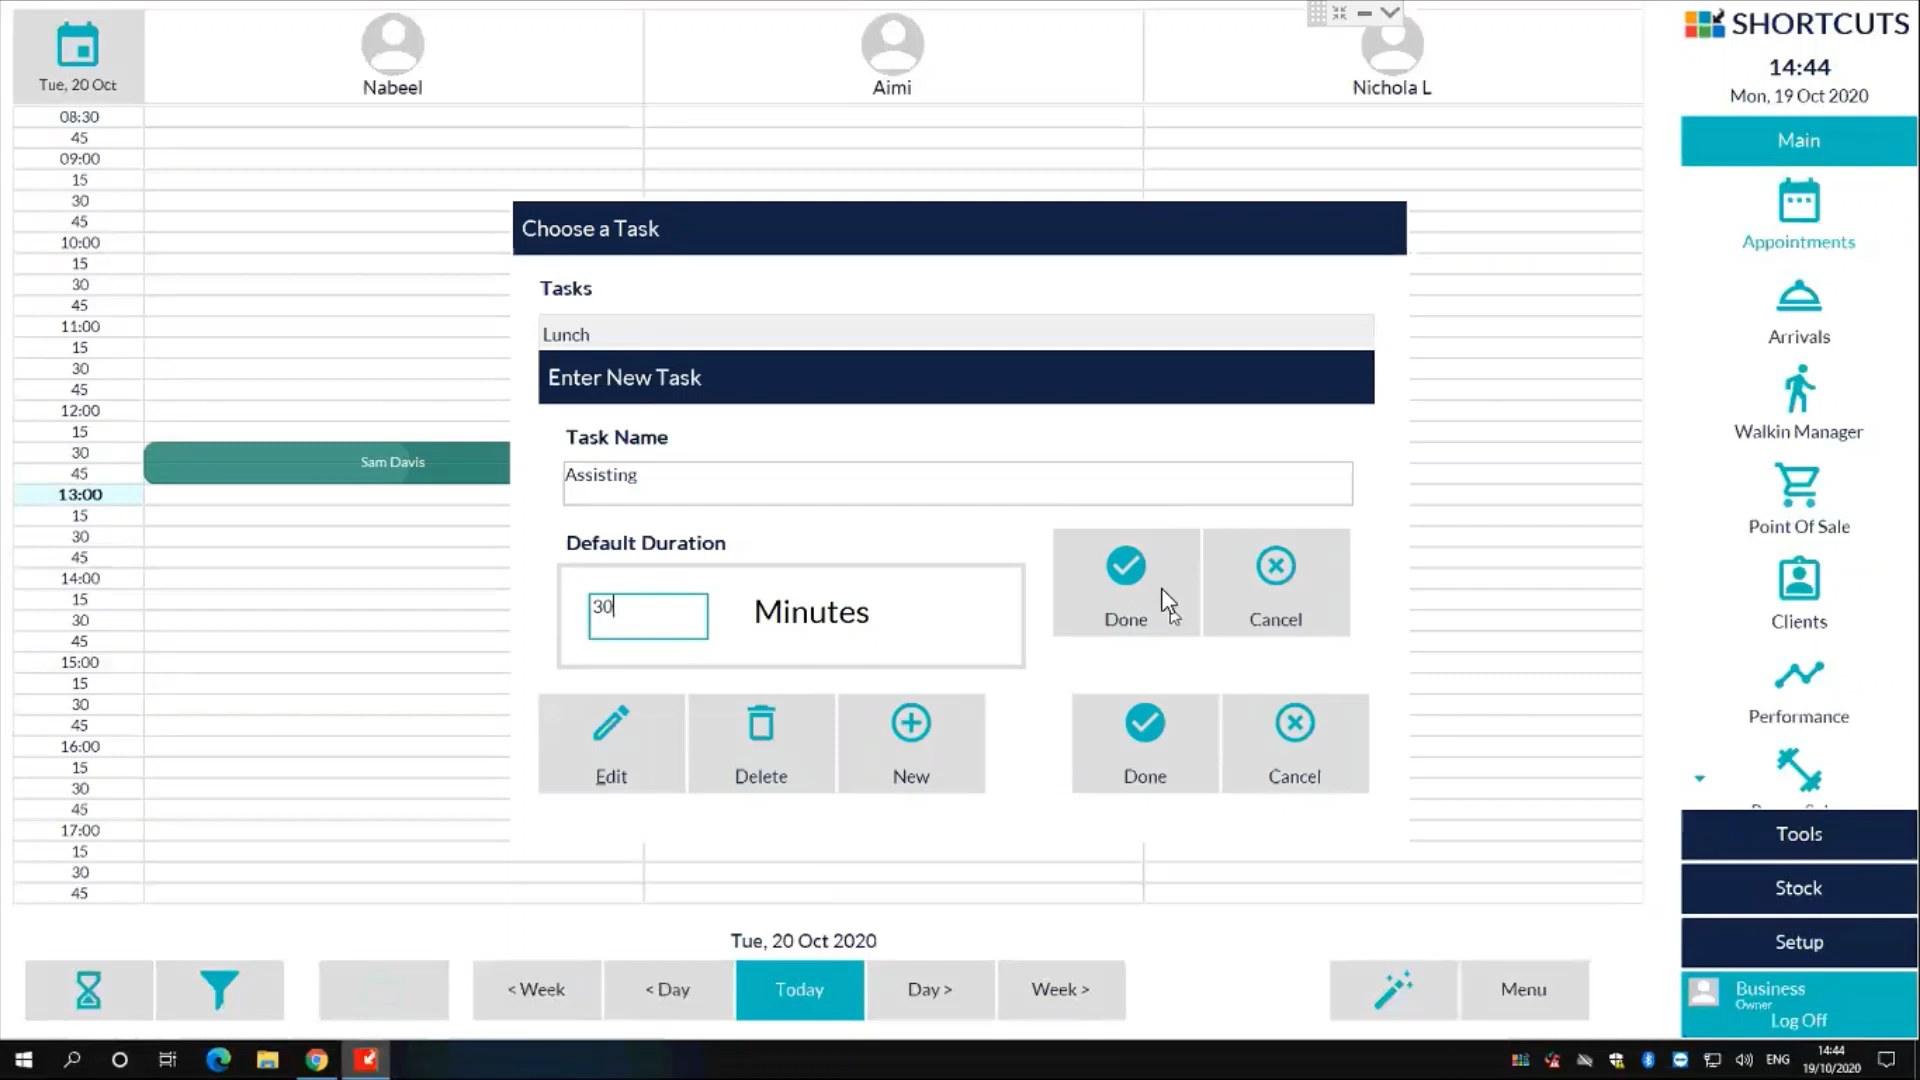 Tue, 20 Oct
Nabeel
Aimi
Nichola L
08:30
45
09:00
15
30
45
10:00
15
30
45
11:00
15
30
45
12:00
15
30
45
13:00
15
30
45
14:00
15
30
45
15:00
15
30
45
16:00
15
30
45
17:00
15
30
45
Sam Davis
Choose a Task
Tasks
Lunch
Enter New Task
Task Name
Assisting
Default Duration
30
Minutes
Done
Cancel
Edit
Delete
New
Done
Cancel
Tue, 20 Oct 2020
< Week
< Day
Today
Day >
Week >
Menu
SHORTCUTS
14:44
Mon, 19 Oct 2020
Main
Appointments
Arrivals
Walkin Manager
Point Of Sale
Clients
Performance
Tools
Stock
Setup
Business
Owner
Log Off
ENG
14:44
19/10/2020